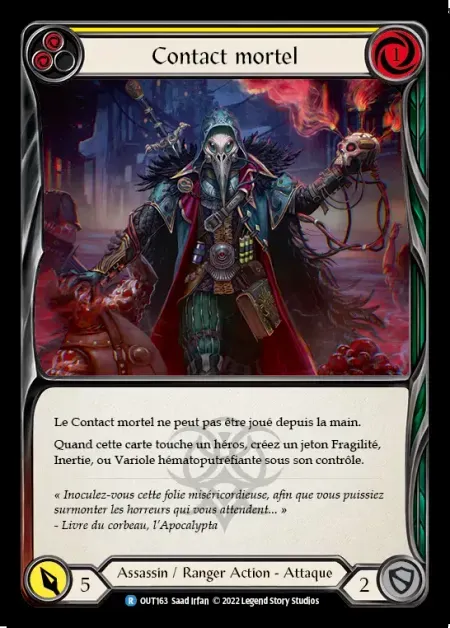 Contact mortel
1
Le Contact mortel ne peut pas être joué depuis la main.
Quand cette carte touche un héros, créez un jeton Fragilité,
Inertie, ou Variole hématoputréfiante sous son contrôle.
« Inoculez-vous cette folie miséricordieuse, afin que vous puissiez
surmonter les horreurs qui vous attendent... »
- Livre du corbeau, l'Apocalypta
5
Assassin / Ranger Action - Attaque
2
R OUT163 Saad Irfan © 2022 Legend Story Studios